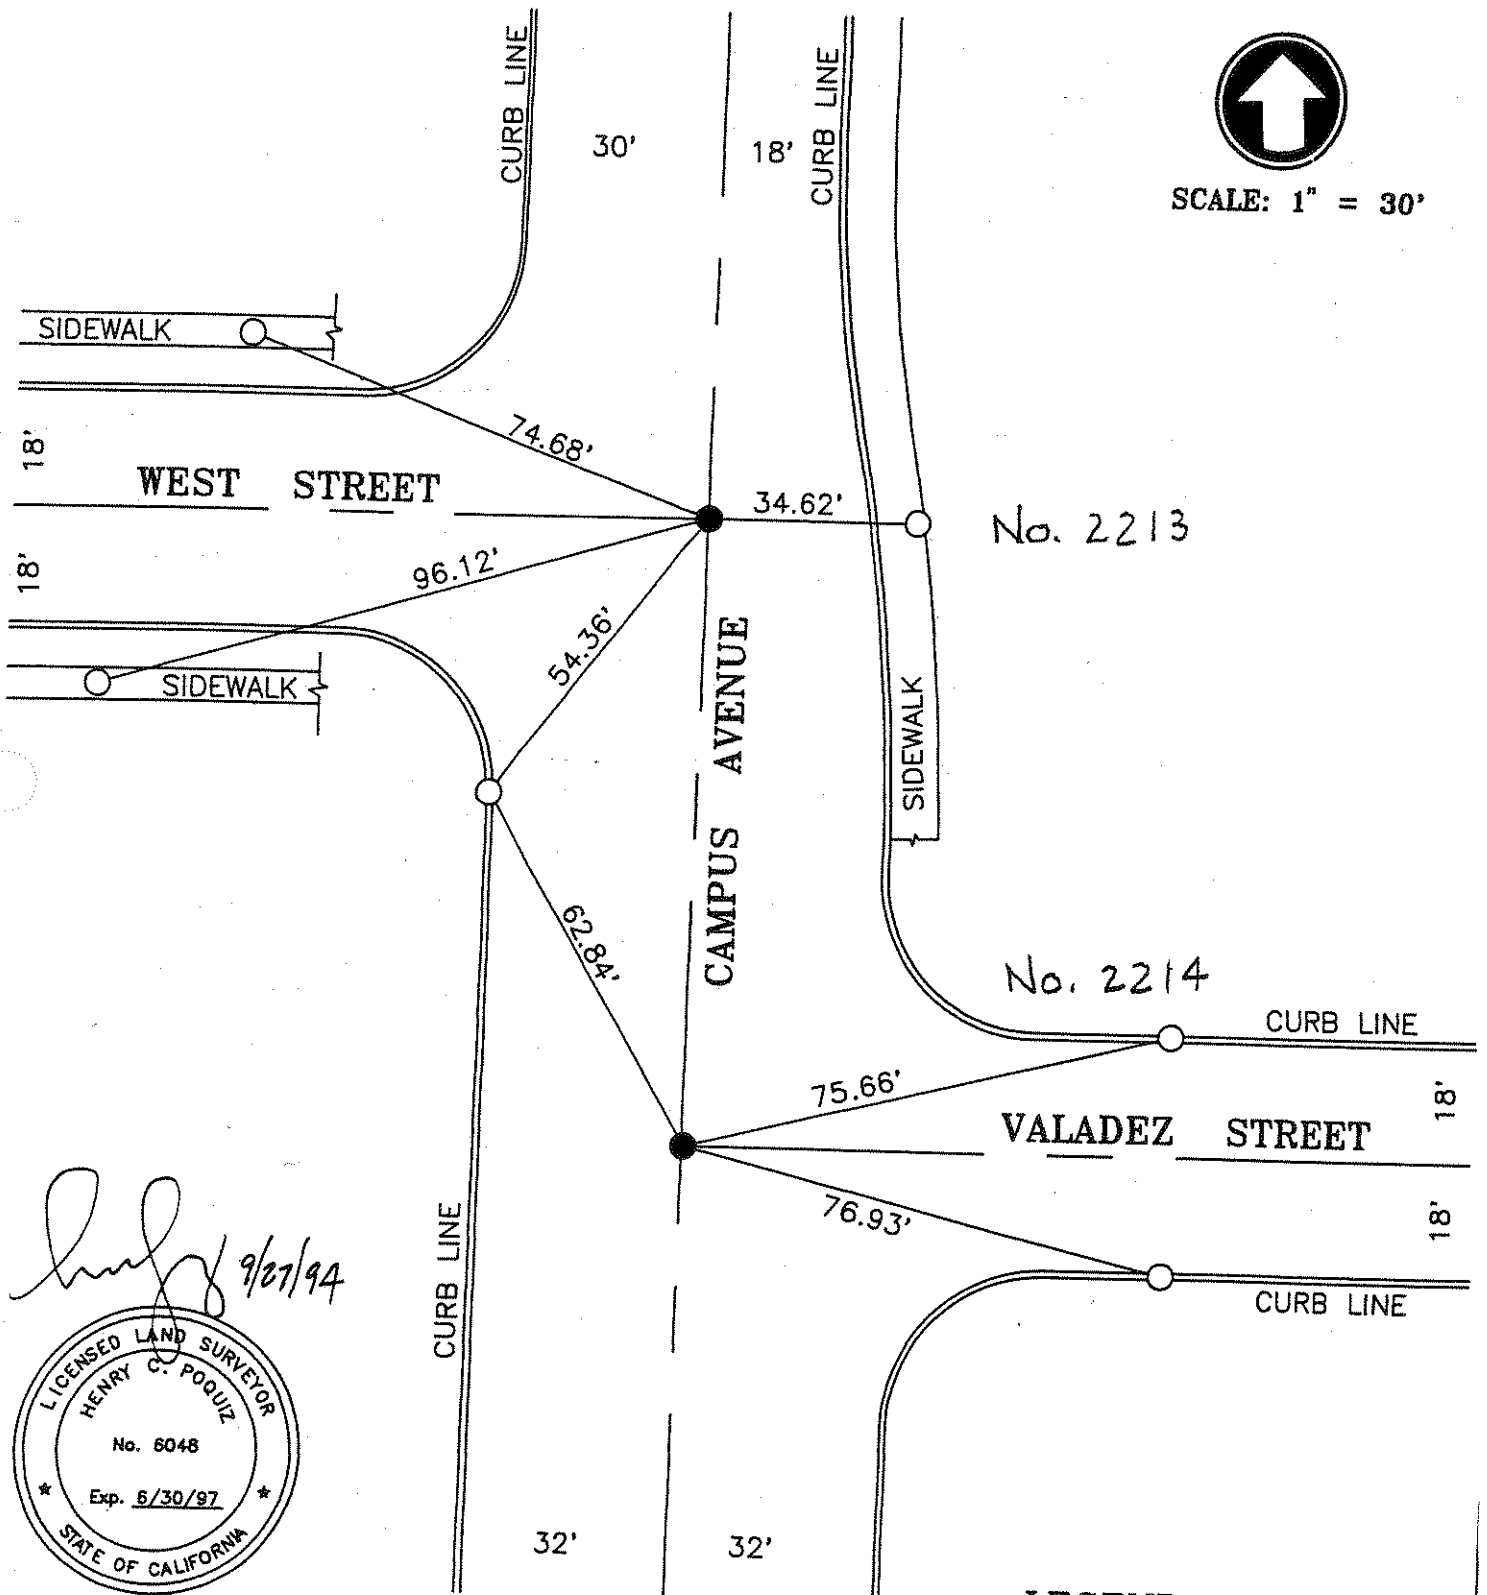 CURB LINE
30'
18'
CURB LINE
SCALE: 1" = 30'
SIDEWALK
74.68'
18'
WEST STREET
34.62'
No. 2213
18'
96.12'
54.36'
SIDEWALK
CAMPUS AVENUE
SIDEWALK
62.84'
No. 2214
CURB LINE
75.66'
18'
VALADEZ STREET
76.93'
18'
CURB LINE
CURB LINE
9/27/94
LICENSED LAND SURVEYOR
HENRY C. POQUIZ
No. 6048
Exp. 6/30/97
STATE OF CALIFORNIA
32'
32'